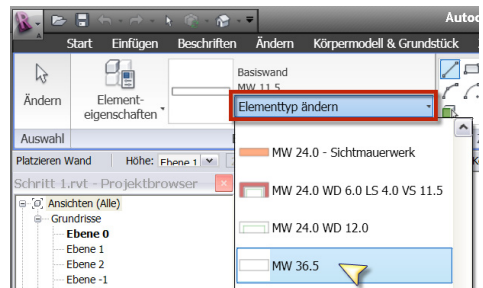 Autoc
Start Einfügen Beschriften Ändern Körpermodell & Grundstück
Ändern
Element-
eigenschaften
Basiswand
MW 11.5
Elementtyp ändern
Auswahl
Platzieren Wand Höhe: Ebene 1
Schritt 1.rvt - Projektbrowser
Ansichten (Alle)
Grundrisse
Ebene 0
Ebene 1
Ebene 2
Ebene -1
MW 24.0 - Sichtmauerwerk
MW 24.0 WD 6.0 LS 4.0 VS 11.5
MW 24.0 WD 12.0
MW 36.5